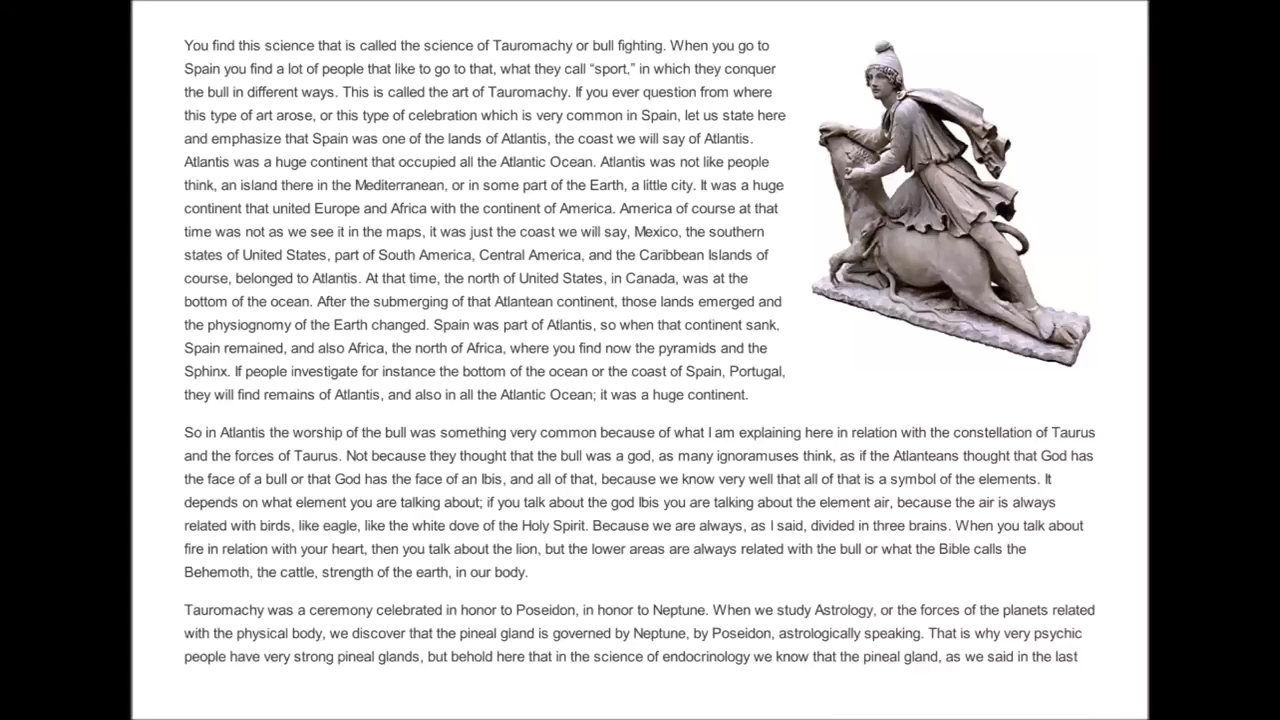 You find this science that is called the science of Tauromachy or bull fighting. When you go to
Spain you find a lot of people that like to go to that, what they call “sport,” in which they conquer
the bull in different ways. This is called the art of Tauromachy. If you ever question from where
this type of art arose, or this type of celebration which is very common in Spain, let us state here
and emphasize that Spain was one of the lands of Atlantis, the coast we will say of Atlantis.
Atlantis was a huge continent that occupied all the Atlantic Ocean. Atlantis was not like people
think, an island there in the Mediterranean, or in some part of the Earth, a little city. It was a huge
continent that united Europe and Africa with the continent of America. America of course at that
time was not as we see it in the maps, it was just the coast we will say, Mexico, the southern
states of United States, part of South America, Central America, and the Caribbean Islands of
course, belonged to Atlantis. At that time, the north of United States, in Canada, was at the
bottom of the ocean. After the submerging of that Atlantean continent, those lands emerged and
the physiognomy of the Earth changed. Spain was part of Atlantis, so when that continent sank,
Spain remained, and also Africa, the north of Africa, where you find now the pyramids and the
Sphinx. If people investigate for instance the bottom of the ocean or the coast of Spain, Portugal,
they will find remains of Atlantis, and also in all the Atlantic Ocean; it was a huge continent.
So in Atlantis the worship of the bull was something very common because of what I am explaining here in relation with the constellation of Taurus
and the forces of Taurus. Not because they thought that the bull was a god, as many ignoramuses think, as if the Atlanteans thought that God has
the face of a bull or that God has the face of an Ibis, and all of that, because we know very well that all of that is a symbol of the elements. It
depends on what element you are talking about; if you talk about the god Ibis you are talking about the element air, because the air is always
related with birds, like eagle, like the white dove of the Holy Spirit. Because we are always, as I said, divided in three brains. When you talk about
fire in relation with your heart, then you talk about the lion, but the lower areas are always related with the bull or what the Bible calls the
Behemoth, the cattle, strength of the earth, in our body.
Tauromachy was a ceremony celebrated in honor to Poseidon, in honor to Neptune. When we study Astrology, or the forces of the planets related
with the physical body, we discover that the pineal gland is governed by Neptune, by Poseidon, astrologically speaking. That is why very psychic
people have very strong pineal glands, but behold here that in the science of endocrinology we know that the pineal gland, as we said in the last